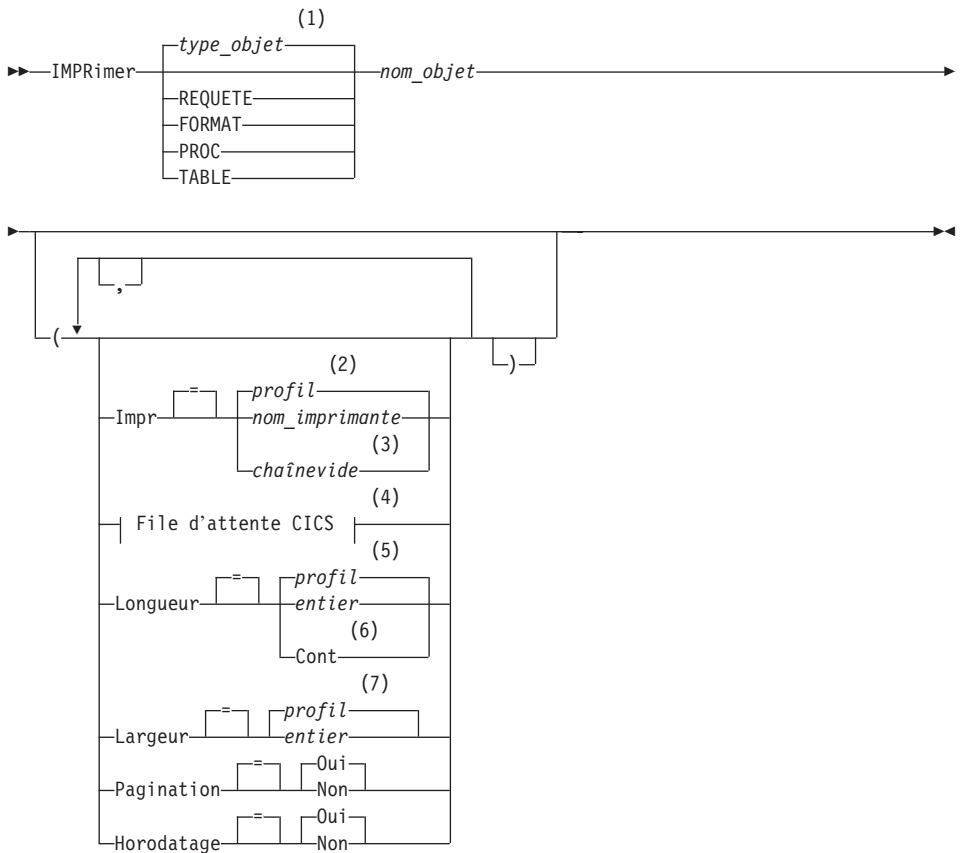 (1)
type_objet
IMPRimer nom_objet
REQUETE
FORMAT
PROC
TABLE
,
(
)
(2)
Impr = profil
nom_imprimante
(3)
chaînevide
(4)
File d'attente CICS
(5)
Longueur = profil
entier
(6)
Cont
(7)
Largeur = profil
entier
Pagination = Oui
Non
Horodatage = Oui
Non